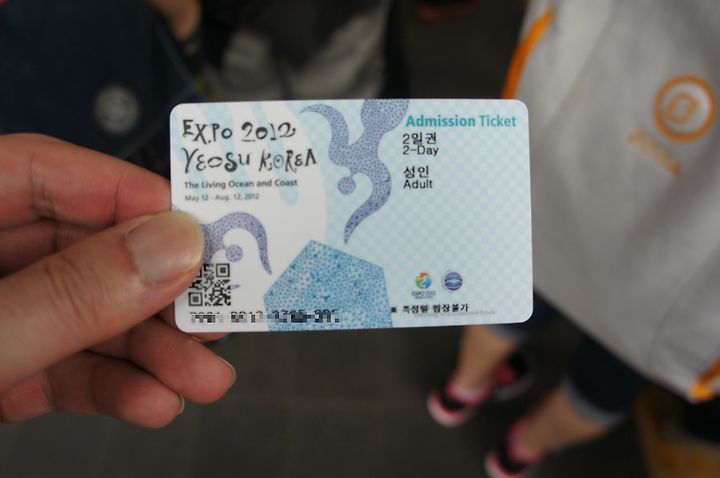 EXPO 2012
YEOSU KOREA
The Living Ocean and Coast
May 12 - Aug. 12, 2012
Admission Ticket
2일권
2-Day
성인
Adult
특정일 입장불가